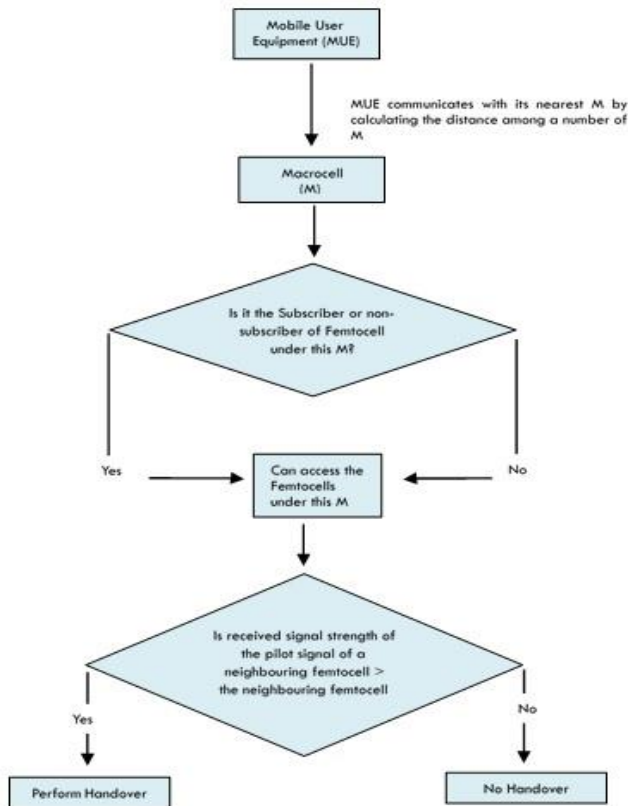 Mobile User
Equipment (MUE)
MUE communicates with its nearest M by
calculating the distance among a number of
M
Macrocell
(M)
Is it the Subscriber or non-
subscriber of Femtocell
under this M?
Yes
No
Can access the
Femtocells
under this M
Is received signal strength of
the pilot signal of a
neighbouring femtocell >
the neighbouring femtocell
Yes
No
Perform Handover
No Handover